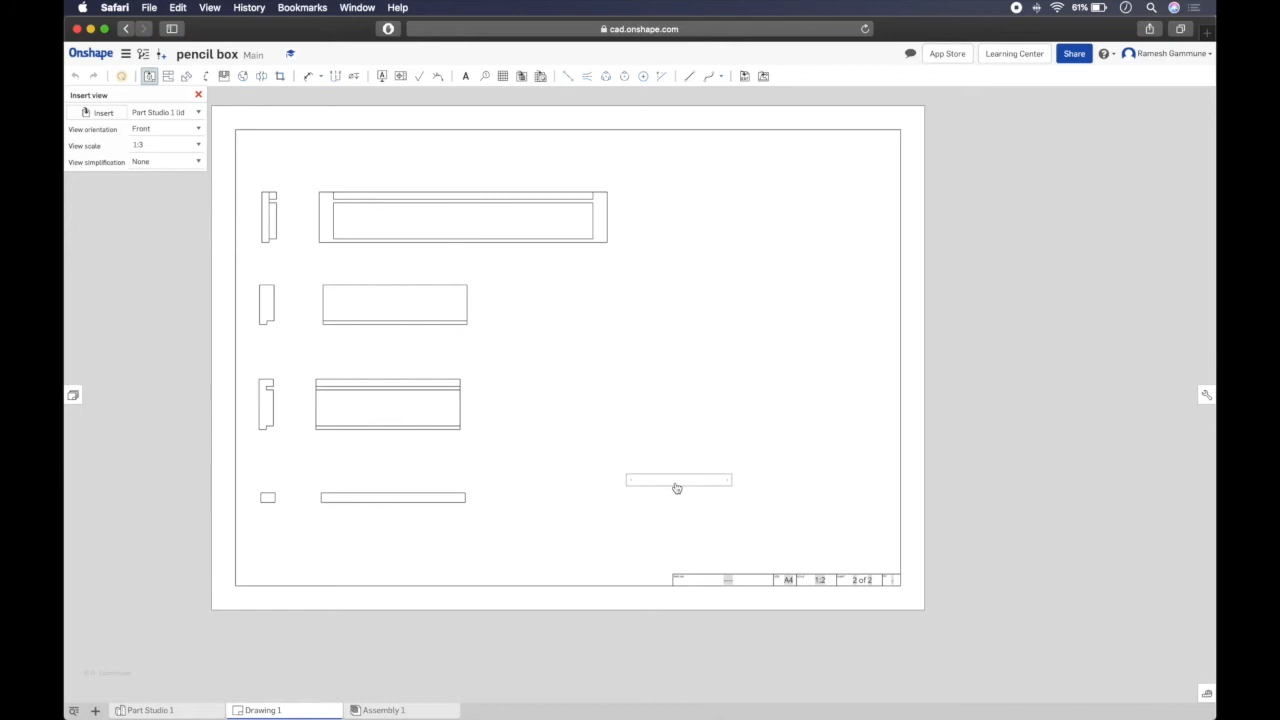 Safari File Edit View History Bookmarks Window Help 61%
cad.onshape.com
Onshape pencil box Main App Store Learning Center Share Ramesh Gammune
A
Insert view
Insert Part Studio 1 lid
View orientation Front
View scale 1:3
View simplification None
A4 1:2 2 of 2
Part Studio 1 Drawing 1 Assembly 1